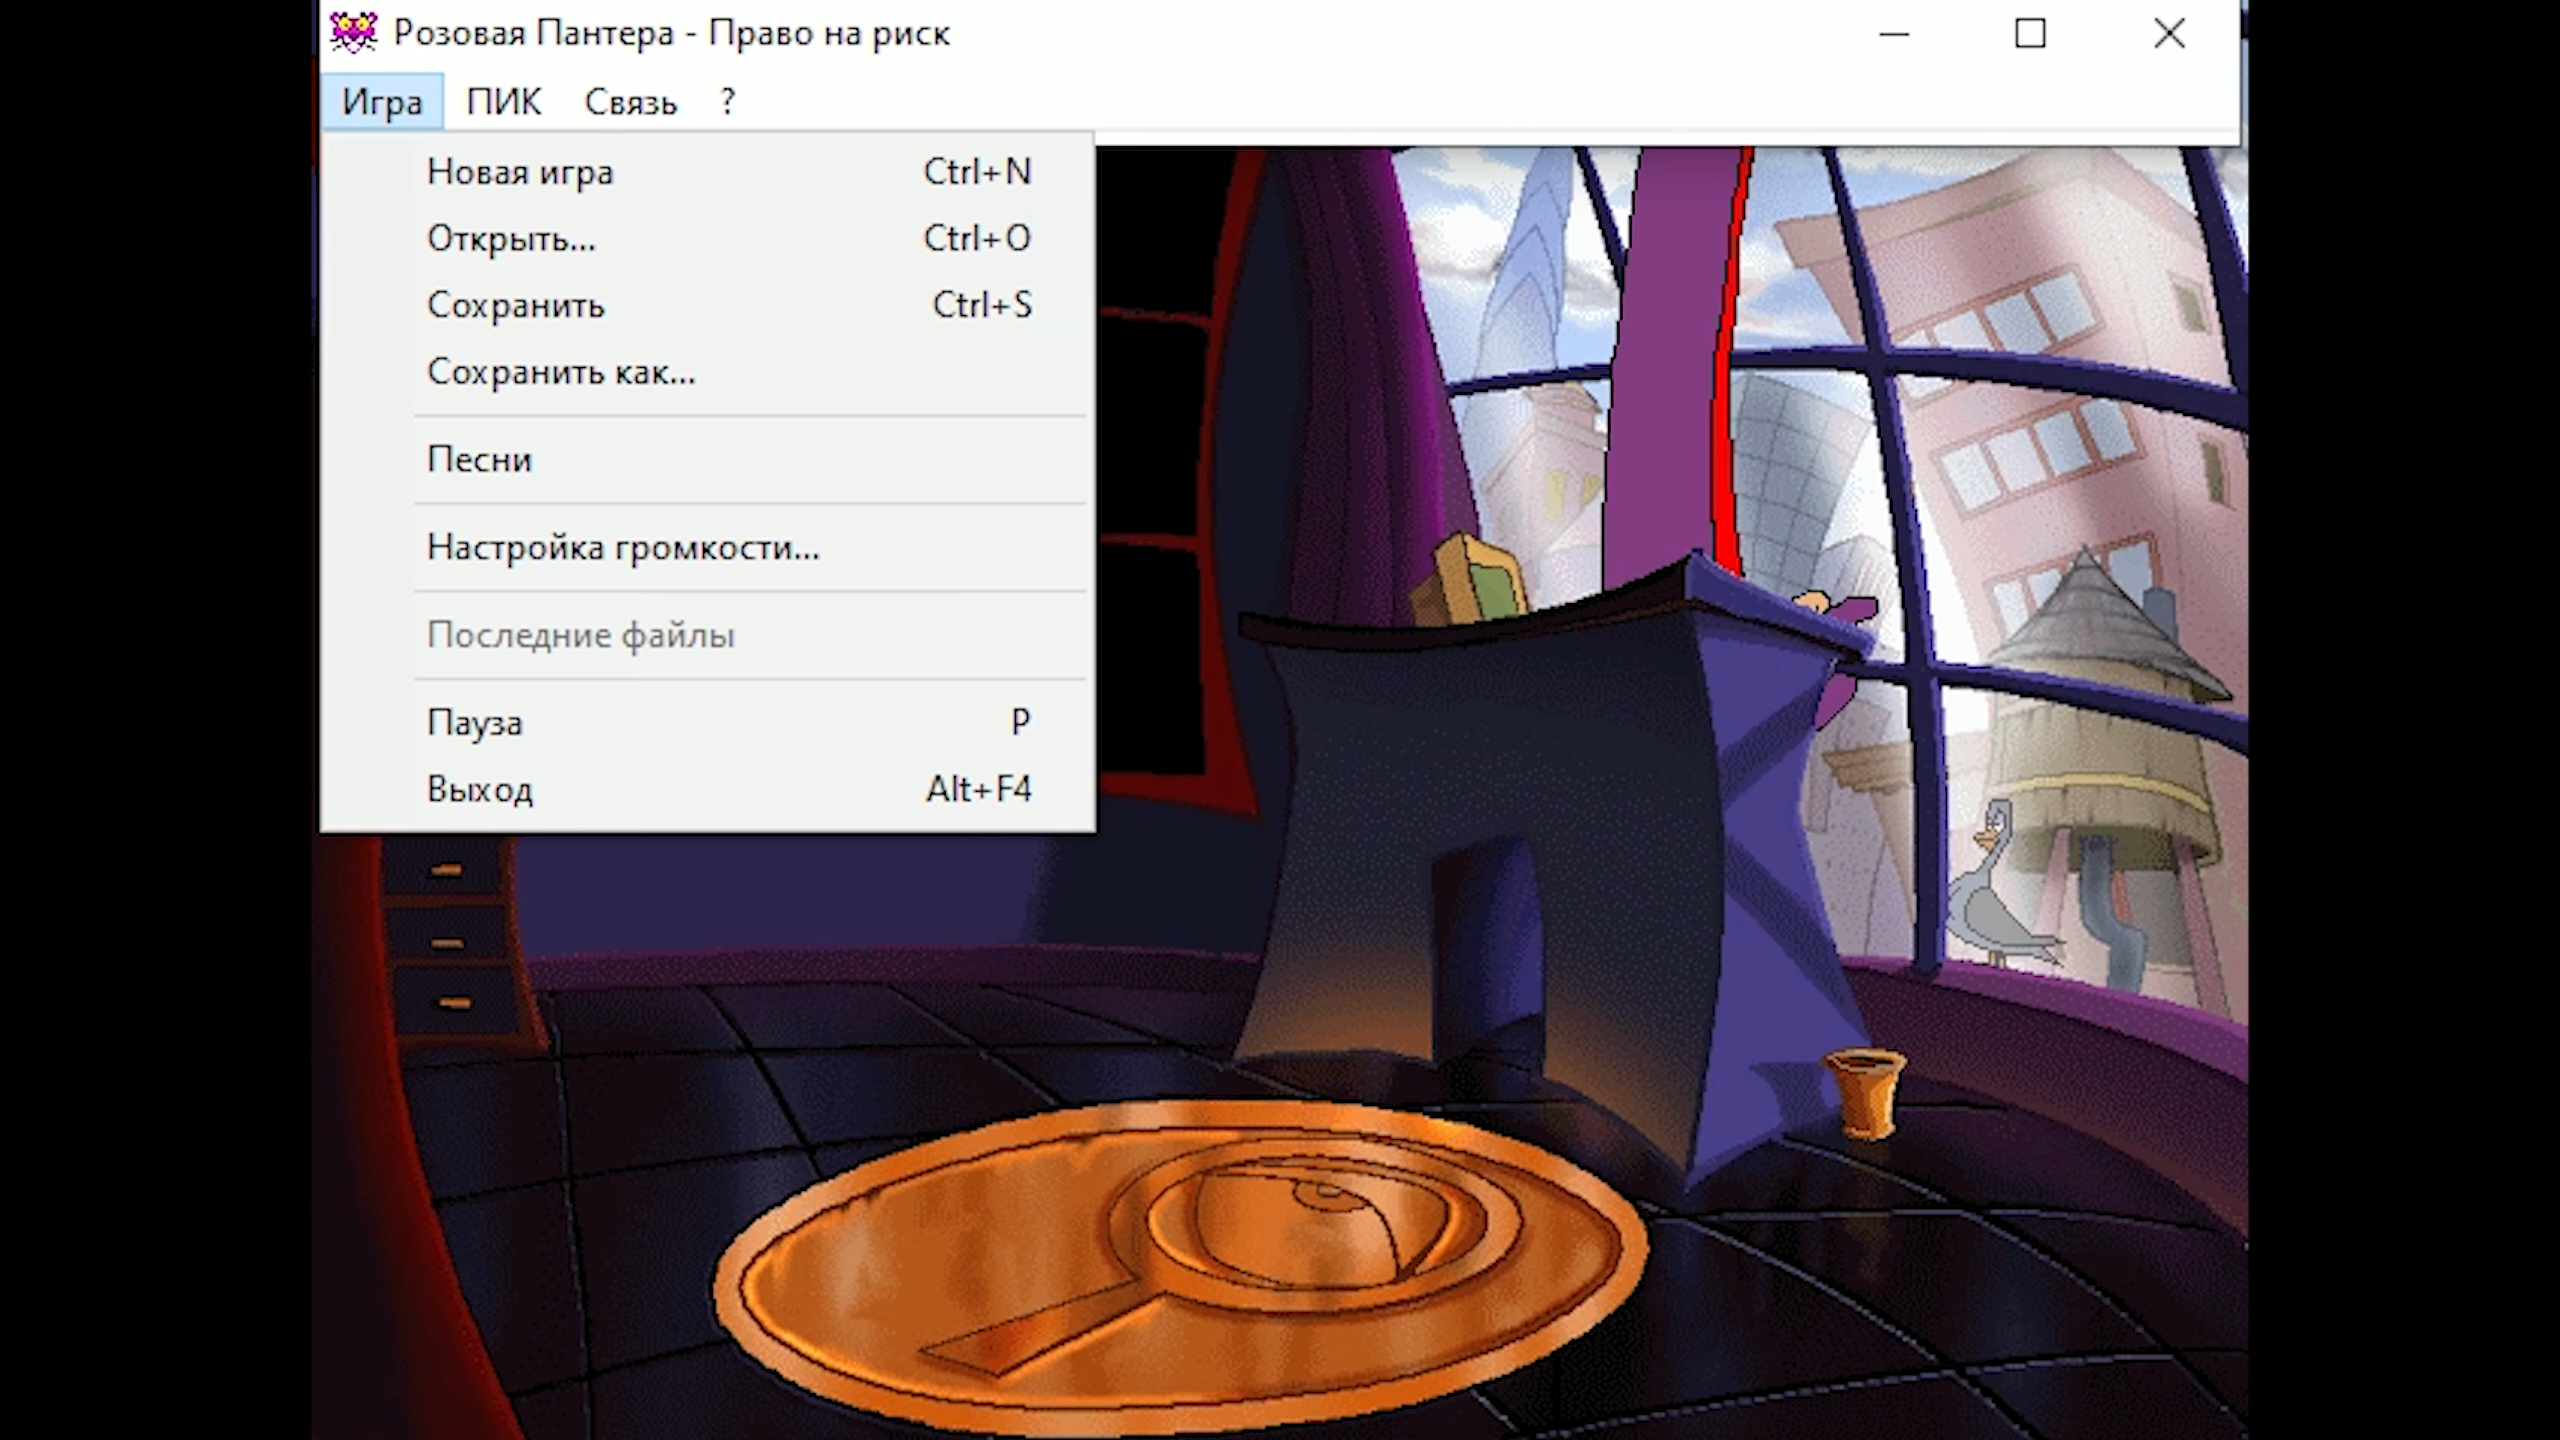 Розовая Пантера - Право на риск
Игра ПИК Связь ?
Новая игра Ctrl+N
Открыть... Ctrl+O
Сохранить Ctrl+S
Сохранить как...
Песни
Настройка громкости...
Последние файлы
Пауза P
Выход Alt+F4